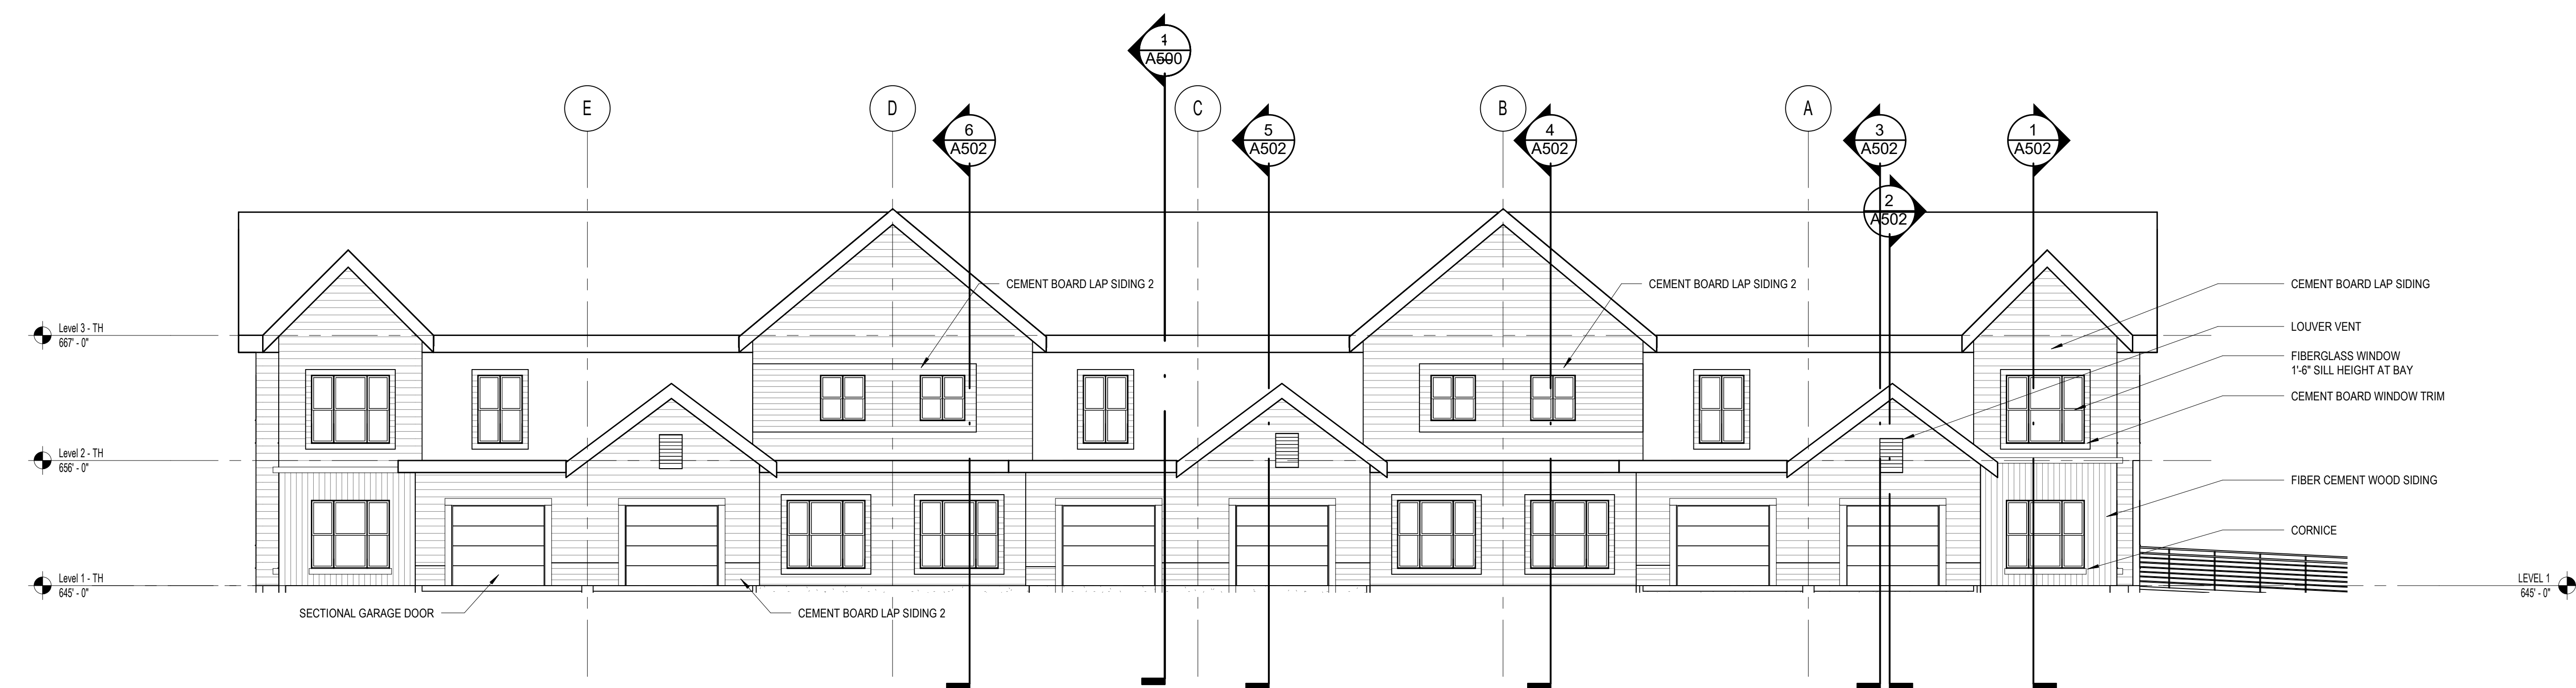 1
A500
E
D
C
B
A
6
A502
5
A502
4
A502
3
A502
1
A502
2
A502
CEMENT BOARD LAP SIDING 2
CEMENT BOARD LAP SIDING 2
CEMENT BOARD LAP SIDING
LOUVER VENT
FIBERGLASS WINDOW
1'-6" SILL HEIGHT AT BAY
CEMENT BOARD WINDOW TRIM
FIBER CEMENT WOOD SIDING
CORNICE
Level 3 - TH
667' - 0"
Level 2 - TH
656' - 0"
Level 1 - TH
645' - 0"
LEVEL 1
645' - 0"
SECTIONAL GARAGE DOOR
CEMENT BOARD LAP SIDING 2